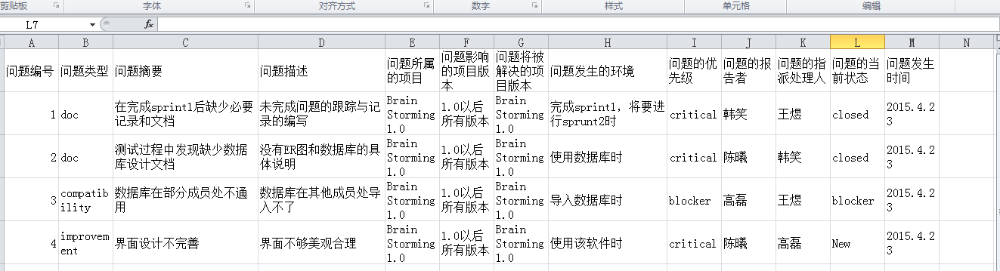 剪贴板 字体 对齐方式 数字 样式 单元格 编辑
L7 fx
A B C D E F G H I J K L M N
问题编号
问题类型
问题摘要
问题描述
问题所属
的项目
问题影响
的项目版
本
问题将被
解决的项
目版本
问题发生的环境
问题的优
先级
问题的报
告者
问题的指
派处理人
问题的当
前状态
问题发生
时间
1
doc
在完成sprint1后缺少必要
记录和文档
未完成问题的跟踪与记
录的编写
Brain
Storming
1.0
1.0以后
所有版本
Brain
Storming
1.0
完成sprint1，将要进
行sprunt2时
critical
韩笑
王煜
closed
2015.4.2
3
2
doc
测试过程中发现缺少数据
库设计文档
没有ER图和数据库的具
体说明
Brain
Storming
1.0
1.0以后
所有版本
Brain
Storming
1.0
使用数据库时
critical
陈曦
韩笑
closed
2015.4.2
3
3
compatib
ility
数据库在部分成员处不通
用
数据库在其他成员处导
入不了
Brain
Storming
1.0
1.0以后
所有版本
Brain
Storming
1.0
导入数据库时
blocker
高磊
王煜
blocker
2015.4.2
3
4
improvem
ent
界面设计不完善
界面不够美观合理
Brain
Storming
1.0
1.0以后
所有版本
Brain
Storming
1.0
使用该软件时
critical
陈曦
高磊
New
2015.4.2
3